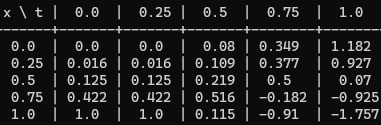 x \ t | 0.0 | 0.25 | 0.5 | 0.75 | 1.0
------+-------+-------+-------+--------+--------
0.0 | 0.0 | 0.0 | 0.08 | 0.349 | 1.182
0.25 | 0.016 | 0.016 | 0.109 | 0.377 | 0.927
0.5 | 0.125 | 0.125 | 0.219 | 0.5 | 0.07
0.75 | 0.422 | 0.422 | 0.516 | -0.182 | -0.925
1.0 | 1.0 | 1.0 | 0.115 | -0.91 | -1.757